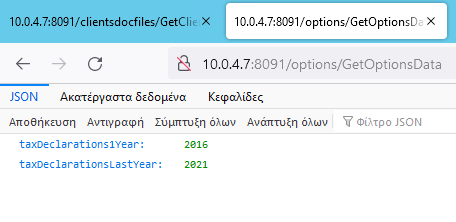 10.0.4.7:8091/clientsdocfiles/GetClie
10.0.4.7:8091/options/GetOptionsDa
10.0.4.7:8091/options/GetOptionsData
JSON Ακατέργαστα δεδομένα Κεφαλίδες
Αποθήκευση Αντιγραφή Σύμπτυξη όλων Ανάπτυξη όλων Φίλτρο JSON
taxDeclarations1Year: 2016
taxDeclarationsLastYear: 2021